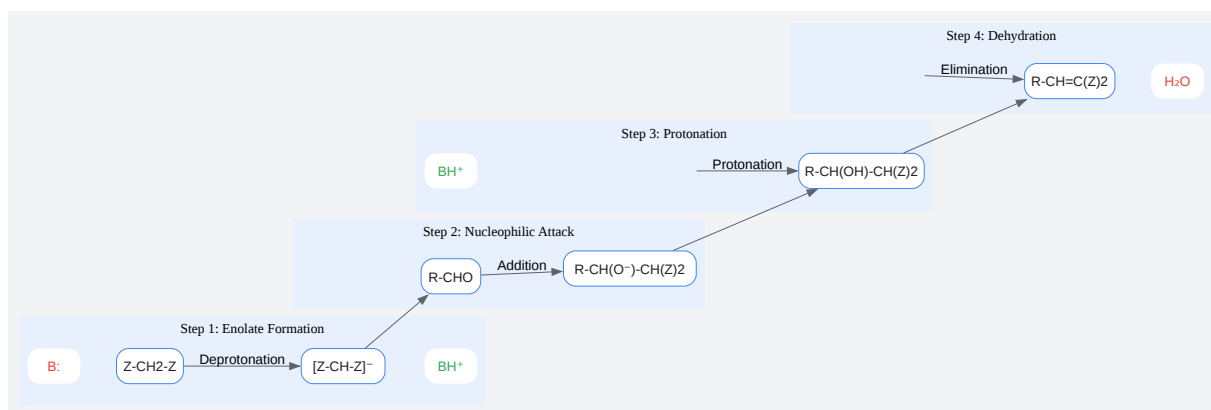 Step 4: Dehydration
Elimination
R-CH=C(Z)2
H₂O
Step 3: Protonation
BH⁺
Protonation
R-CH(OH)-CH(Z)2
Step 2: Nucleophilic Attack
R-CHO
Addition
R-CH(O⁻)-CH(Z)2
Step 1: Enolate Formation
B:
Z-CH2-Z
Deprotonation
[Z-CH-Z]⁻
BH⁺